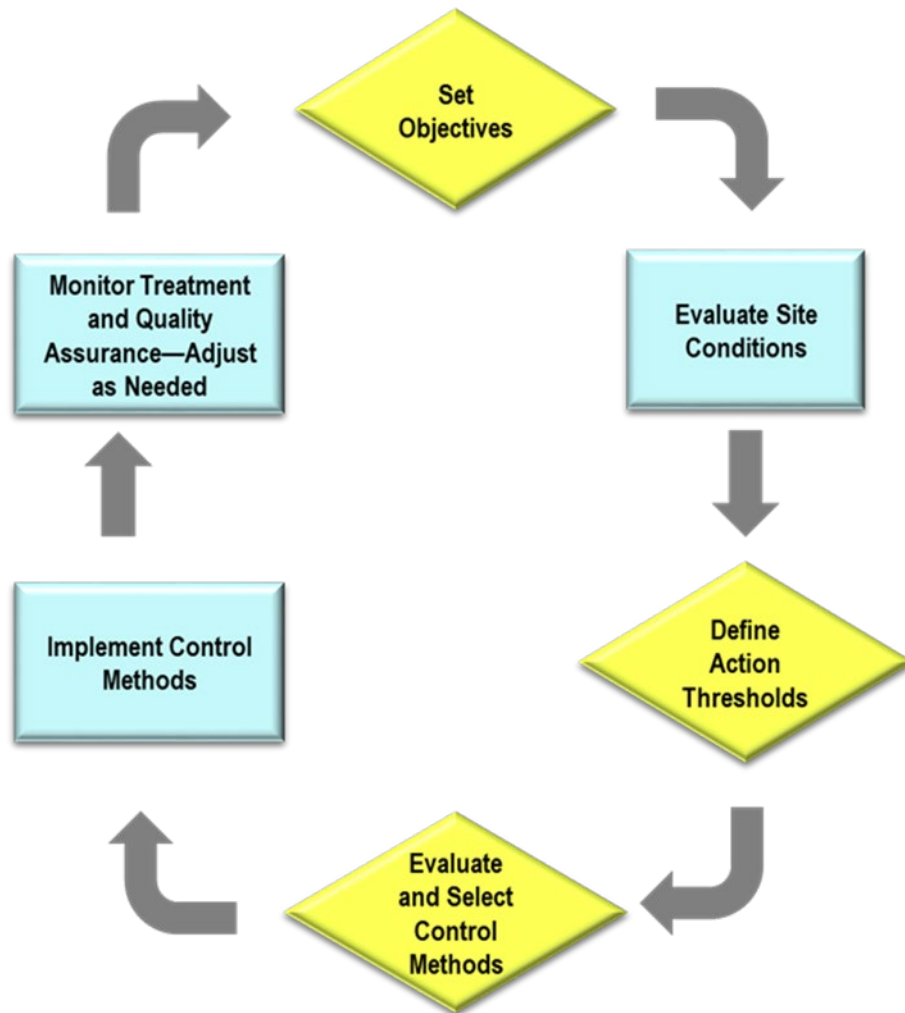 Set
Objectives
Evaluate Site
Conditions
Define
Action
Thresholds
Evaluate
and Select
Control
Methods
Implement Control
Methods
Monitor Treatment
and Quality
Assurance—Adjust
as Needed